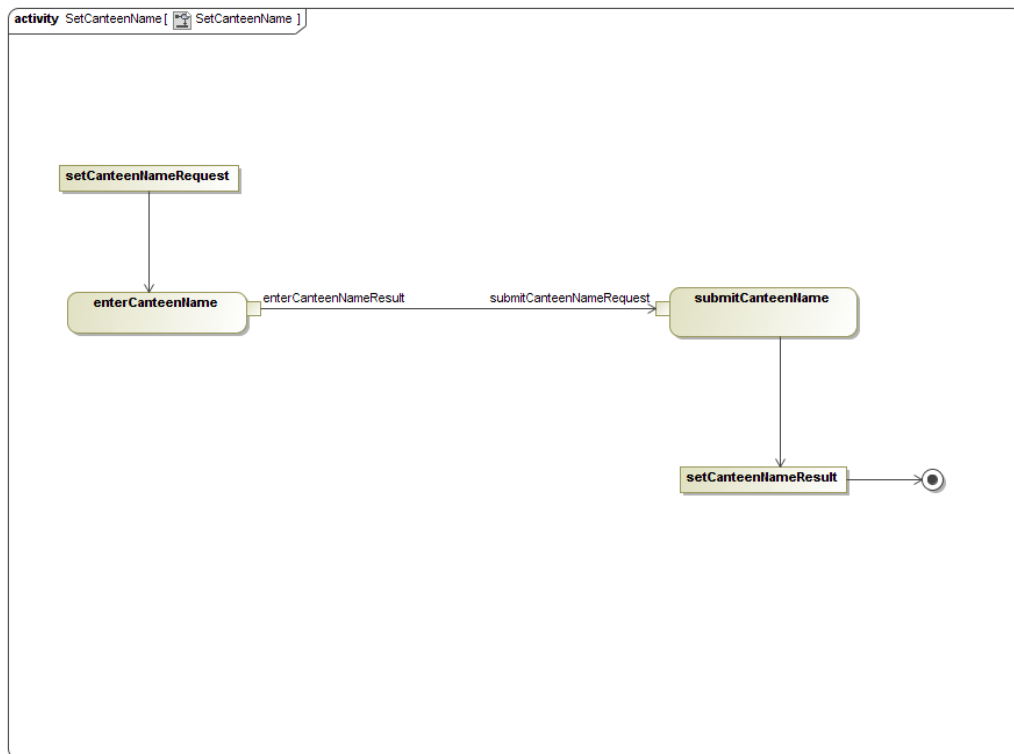 activity SetCanteenName [ SetCanteenName ]
setCanteenNameRequest
enterCanteenName
enterCanteenNameResult
submitCanteenNameRequest
submitCanteenName
setCanteenNameResult